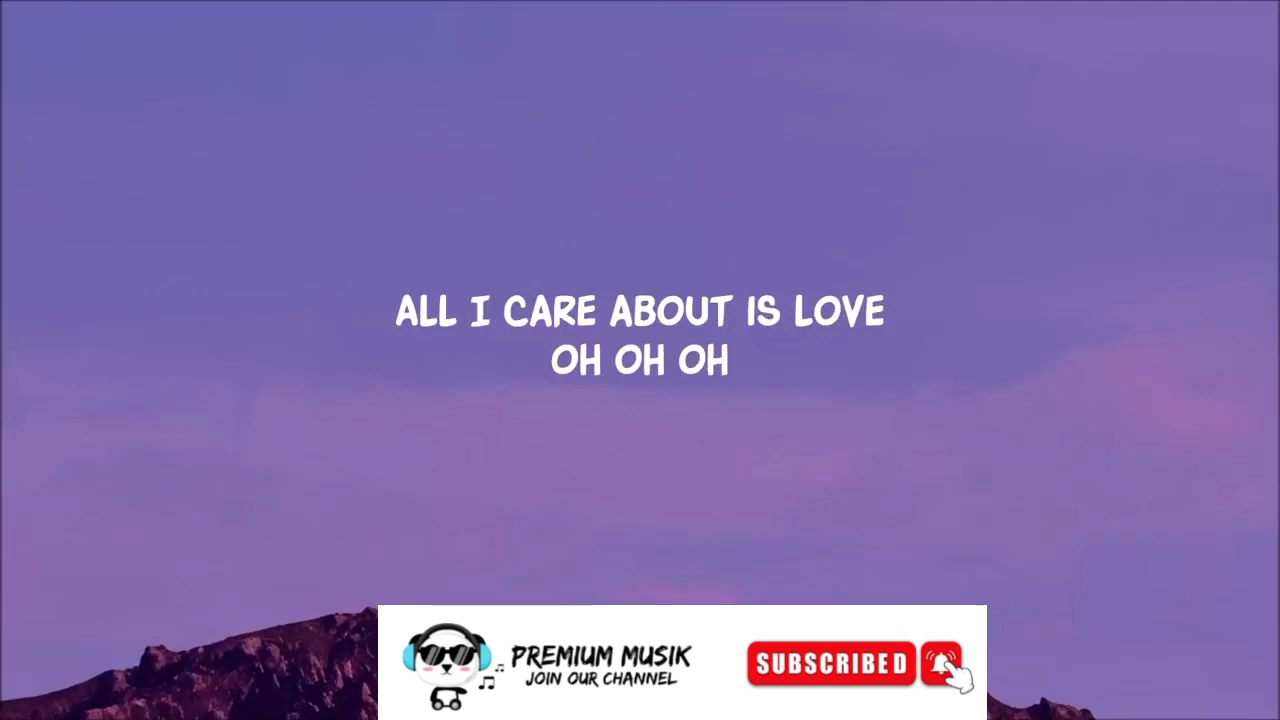 ALL I CARE ABOUT IS LOVE
OH OH OH
PREMIUM MUSIK
JOIN OUR CHANNEL
SUBSCRIBED